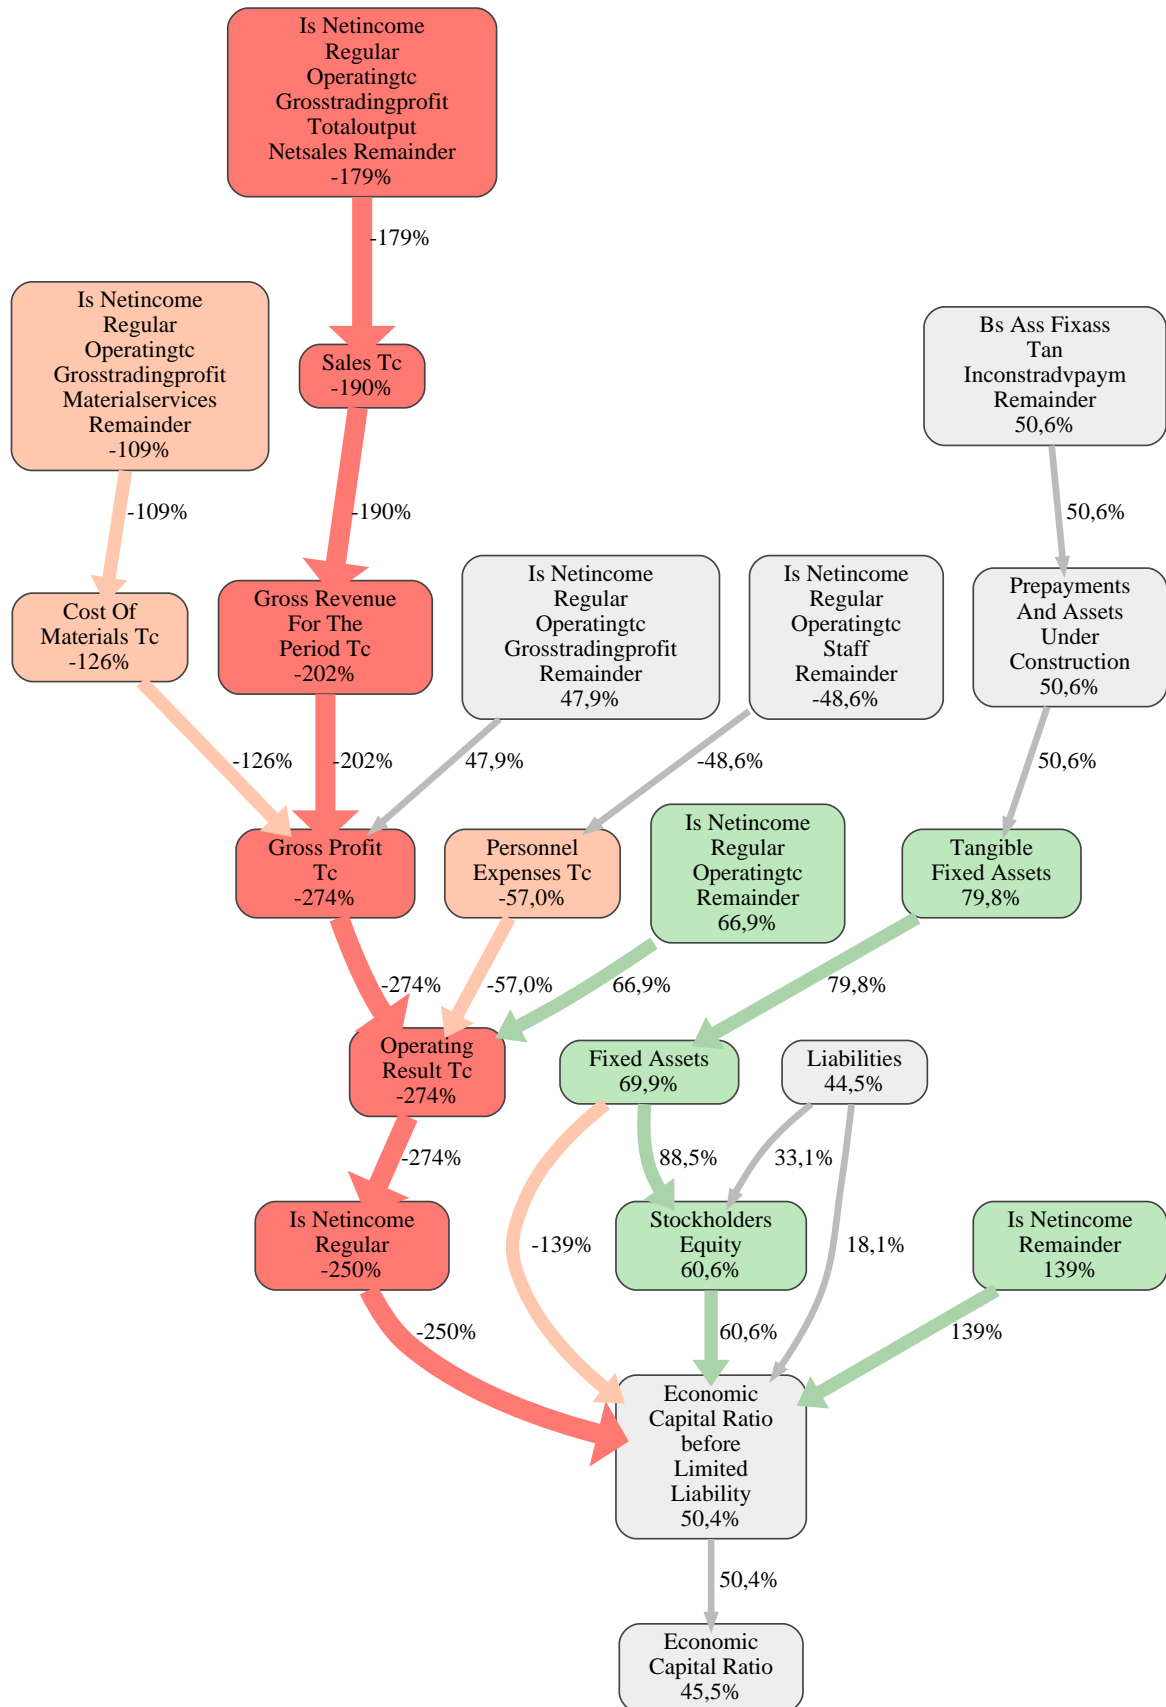 Is Netincome
Regular
Operatingtc
Grosstradingprofit
Totaloutput
Netsales Remainder
-179%
-179%
Is Netincome
Regular
Operatingtc
Grosstradingprofit
Materialservices
Remainder
-109%
Sales Tc
-190%
Bs Ass Fixass
Tan
Inconstradvpaym
Remainder
50,6%
-109%
-190%
50,6%
Cost Of
Materials Tc
-126%
Gross Revenue
For The
Period Tc
-202%
Is Netincome
Regular
Operatingtc
Grosstradingprofit
Remainder
47,9%
Is Netincome
Regular
Operatingtc
Staff
Remainder
-48,6%
Prepayments
And Assets
Under
Construction
50,6%
-126%
-202%
47,9%
-48,6%
50,6%
Gross Profit
Tc
-274%
Personnel
Expenses Tc
-57,0%
Is Netincome
Regular
Operatingtc
Remainder
66,9%
Tangible
Fixed Assets
79,8%
-274%
-57,0%
66,9%
79,8%
Operating
Result Tc
-274%
Fixed Assets
69,9%
Liabilities
44,5%
-274%
88,5%
33,1%
Is Netincome
Regular
-250%
-139%
Stockholders
Equity
60,6%
18,1%
Is Netincome
Remainder
139%
-250%
60,6%
139%
Economic
Capital Ratio
before
Limited
Liability
50,4%
50,4%
Economic
Capital Ratio
45,5%